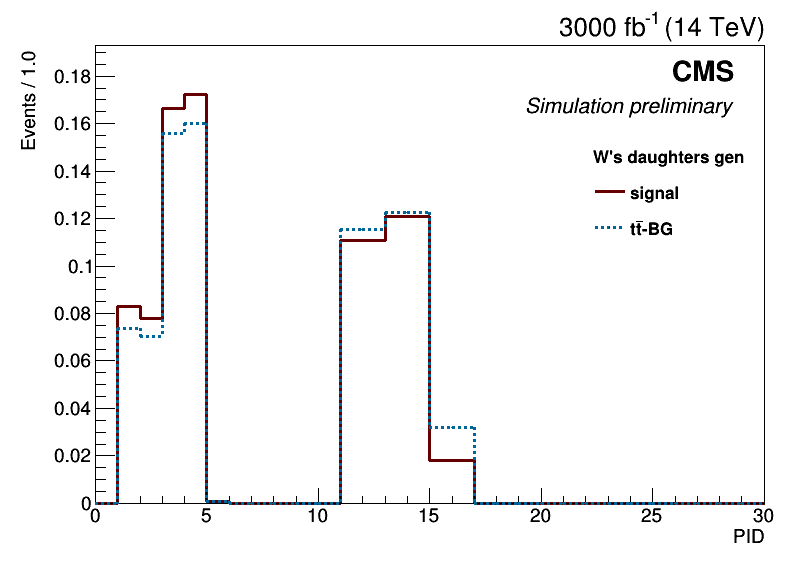 3000 fb⁻¹ (14 TeV)
CMS
Simulation preliminary
W's daughters gen
signal
tt̄-BG
Events / 1.0
0.18
0.16
0.14
0.12
0.1
0.08
0.06
0.04
0.02
0
0 5 10 15 20 25 30
PID